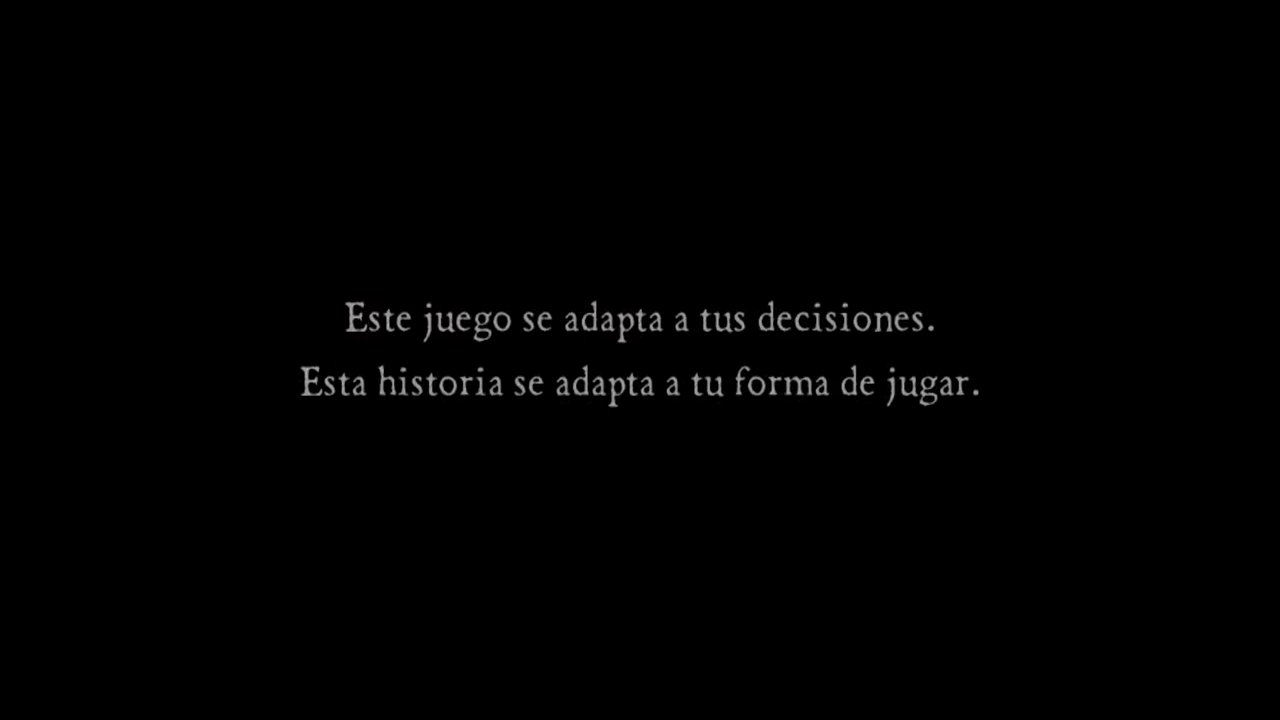 Este juego se adapta a tus decisiones.
Esta historia se adapta a tu forma de jugar.